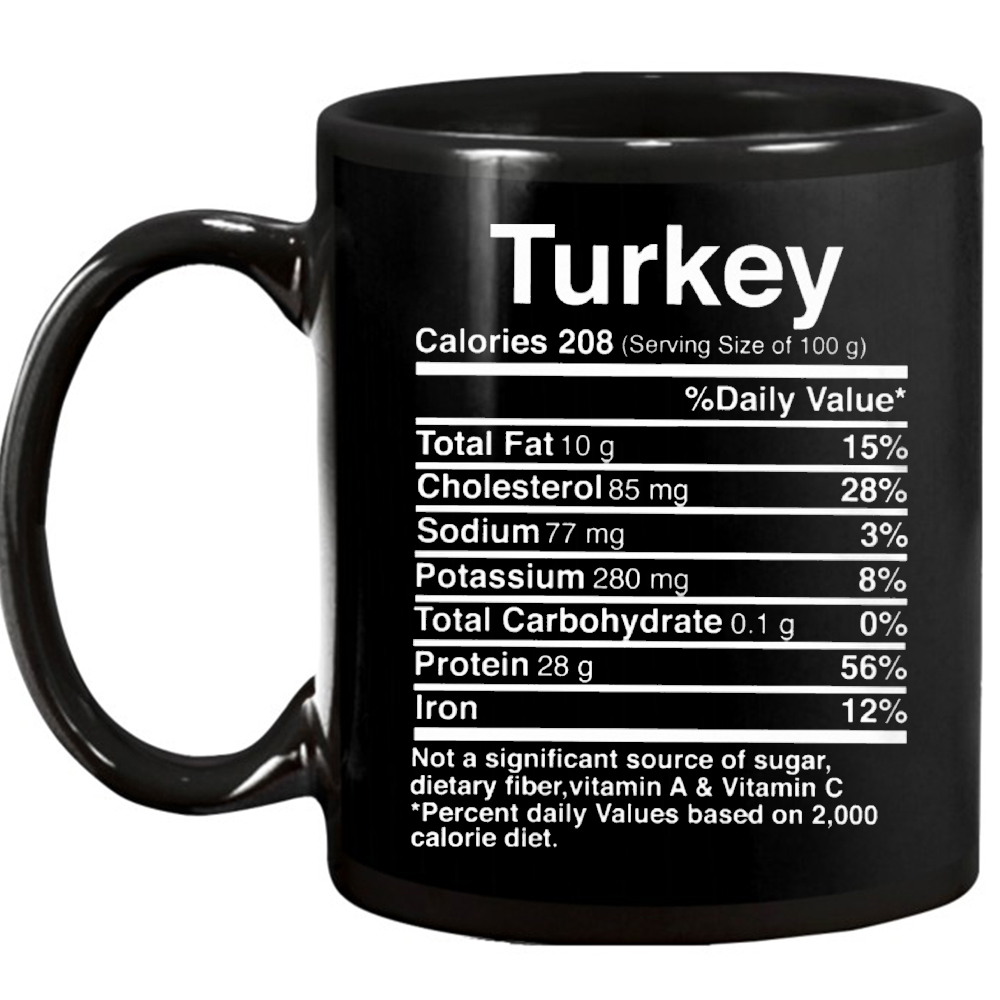 Turkey
Calories 208 (Serving Size of 100 g)
%Daily Value*
Total Fat 10 g 15%
Cholesterol 85 mg 28%
Sodium 77 mg 3%
Potassium 280 mg 8%
Total Carbohydrate 0.1 g 0%
Protein 28 g 56%
Iron 12%
Not a significant source of sugar,
dietary fiber,vitamin A & Vitamin C
*Percent daily Values based on 2,000
calorie diet.